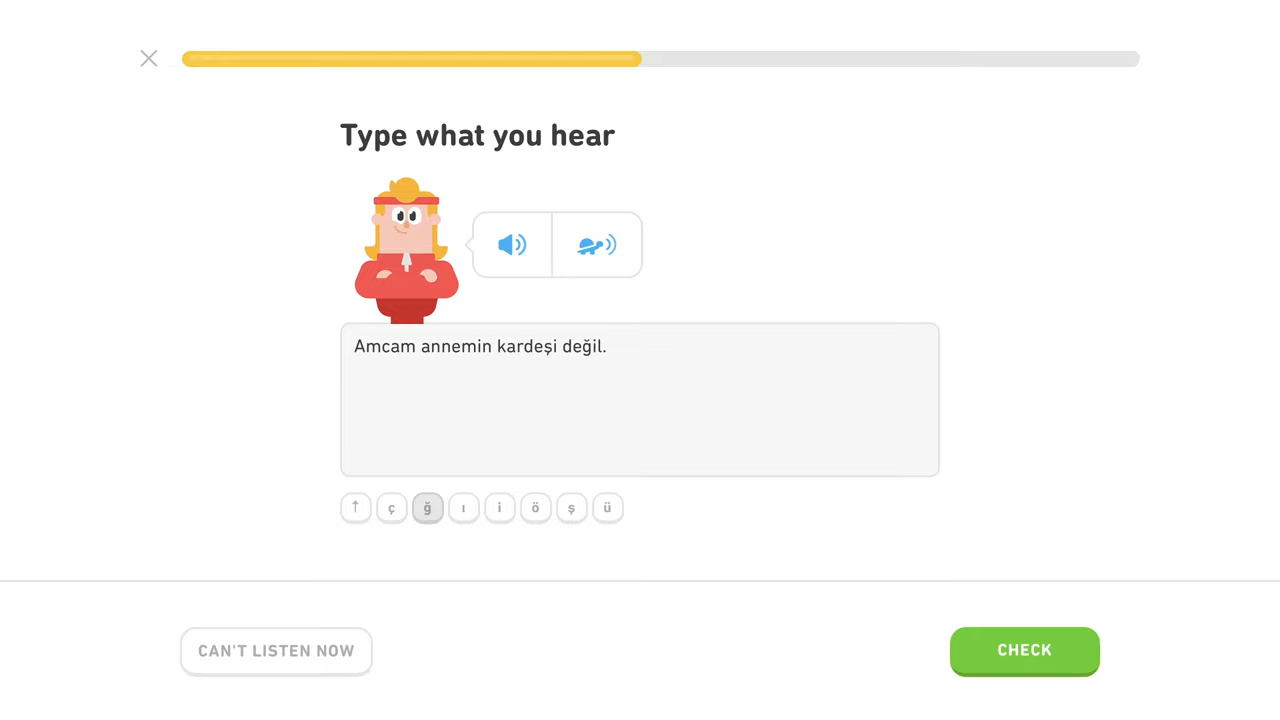 Type what you hear
Amcam annemin kardeşi değil.
↑ ç ğ ı i ö ş ü
CAN'T LISTEN NOW
CHECK